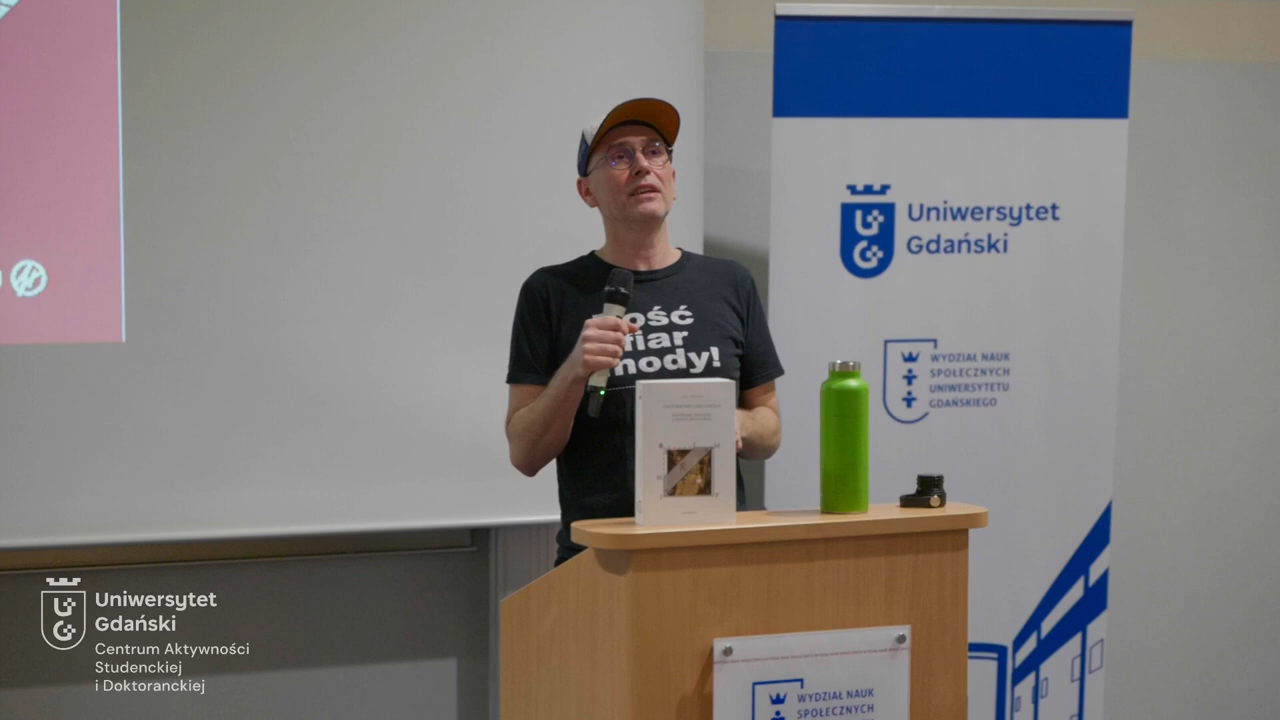 ość
fiar
mody!
Uniwersytet
Gdański
WYDZIAŁ NAUK
SPOŁECZNYCH
UNIWERSYTETU
GDAŃSKIEGO
WYDZIAŁ NAUK
SPOŁECZNYCH
Uniwersytet
Gdański
Centrum Aktywności
Studenckiej
i Doktoranckiej